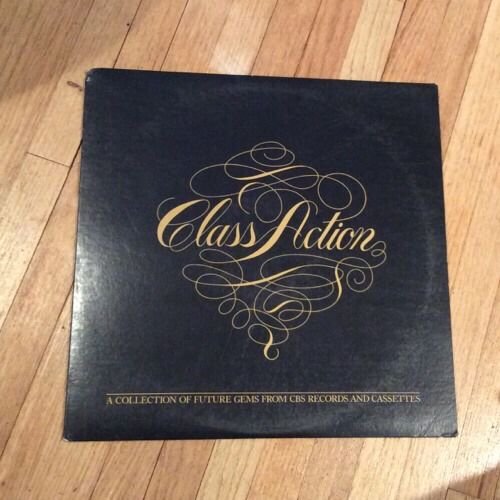 Class Action
A COLLECTION OF FUTURE GEMS FROM CBS RECORDS AND CASSETTES